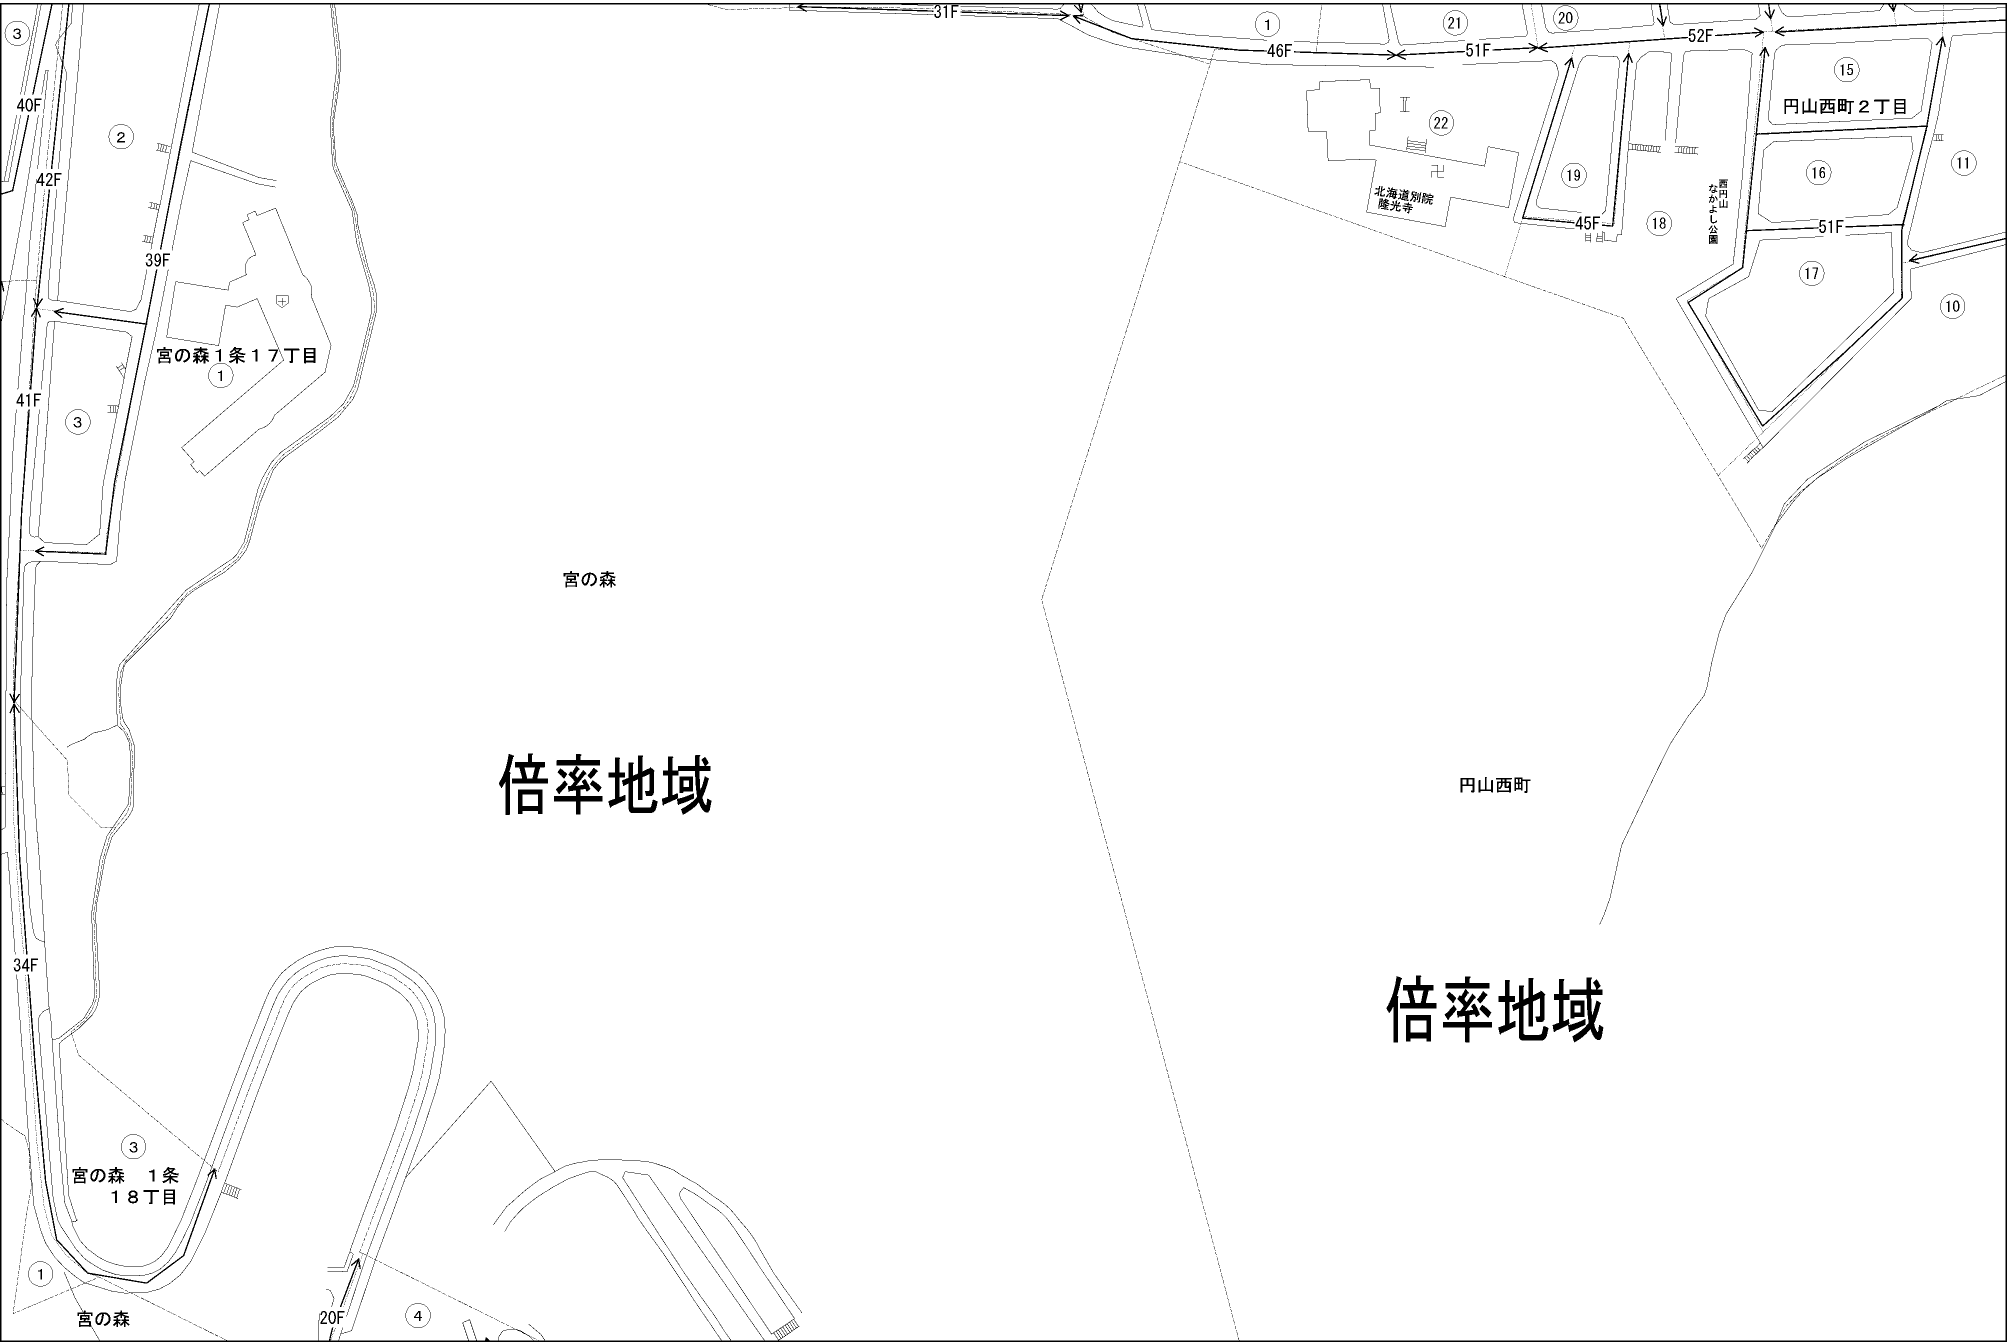 31F
③
①
㉑
⑳
46F
51F
52F
⑮
円山西町２丁目
40F
②
㉒
⑪
42F
⑲
⑯
北海道別院
隆光寺
西円山
なかよし公園
45F
⑱
51F
39F
⑰
⑩
宮の森１条１７丁目
①
41F
③
宮の森
倍率地域
円山西町
34F
倍率地域
③
宮の森　１条
１８丁目
①
宮の森
20F
④